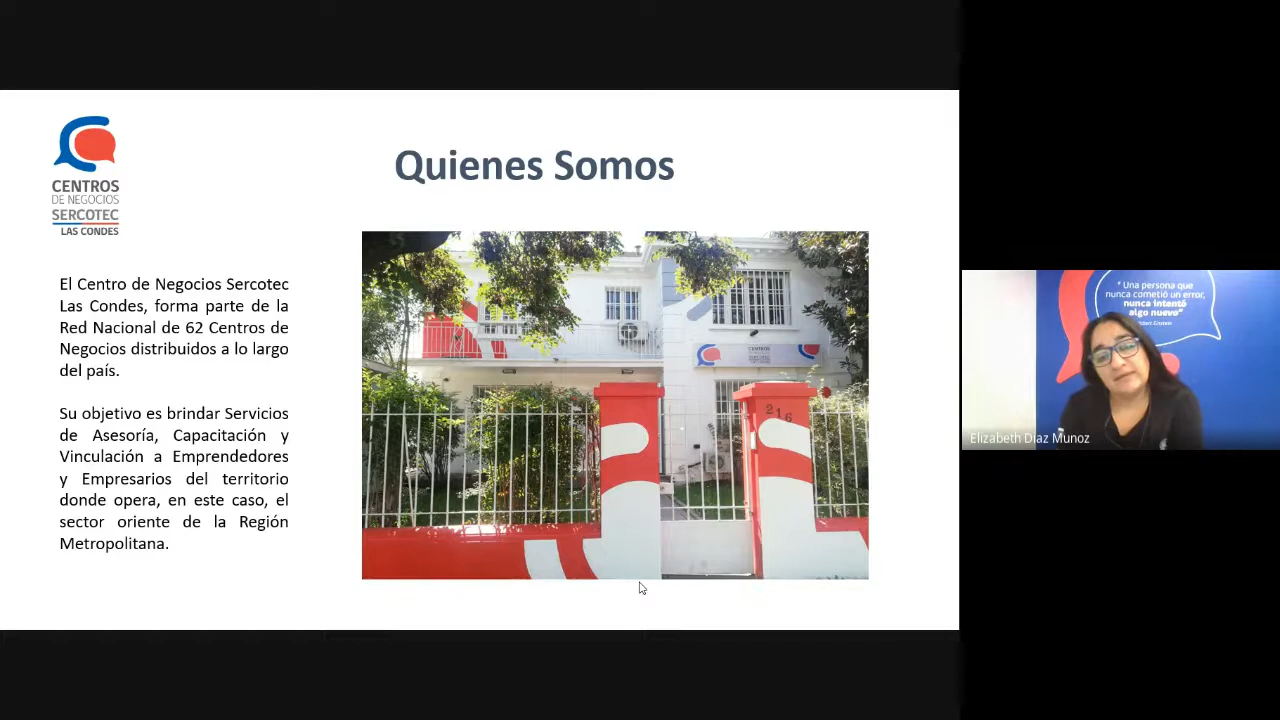 CENTROS
DE NEGOCIOS
SERCOTEC
LAS CONDES
Quienes Somos
El Centro de Negocios Sercotec
Las Condes, forma parte de la
Red Nacional de 62 Centros de
Negocios distribuidos a lo largo
del país.
Su objetivo es brindar Servicios
de Asesoría, Capacitación y
Vinculación a Emprendedores
y Empresarios del territorio
donde opera, en este caso, el
sector oriente de la Región
Metropolitana.
CENTROS
216
" Una persona que
nunca cometió un error,
nunca intentó
algo nuevo"
Elizabeth Diaz Munoz